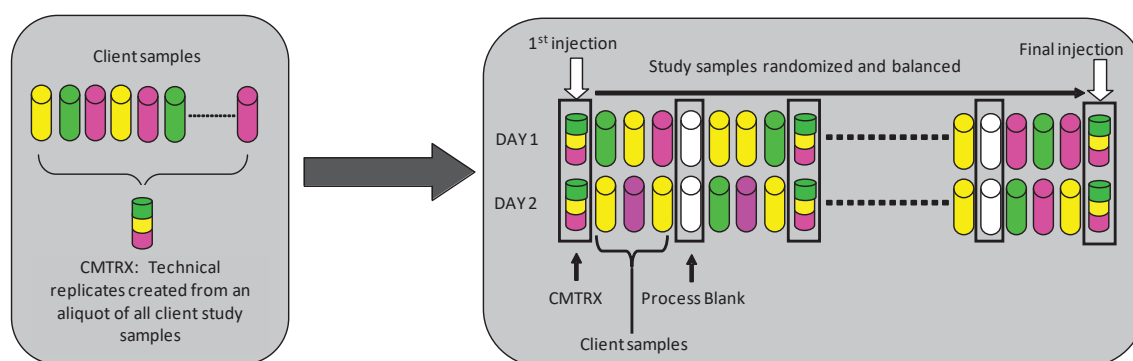 Client samples
CMTRX: Technical
replicates created from an
aliquot of all client study
samples
1st injection
Final injection
Study samples randomized and balanced
DAY 1
DAY 2
CMTRX
Process Blank
Client samples